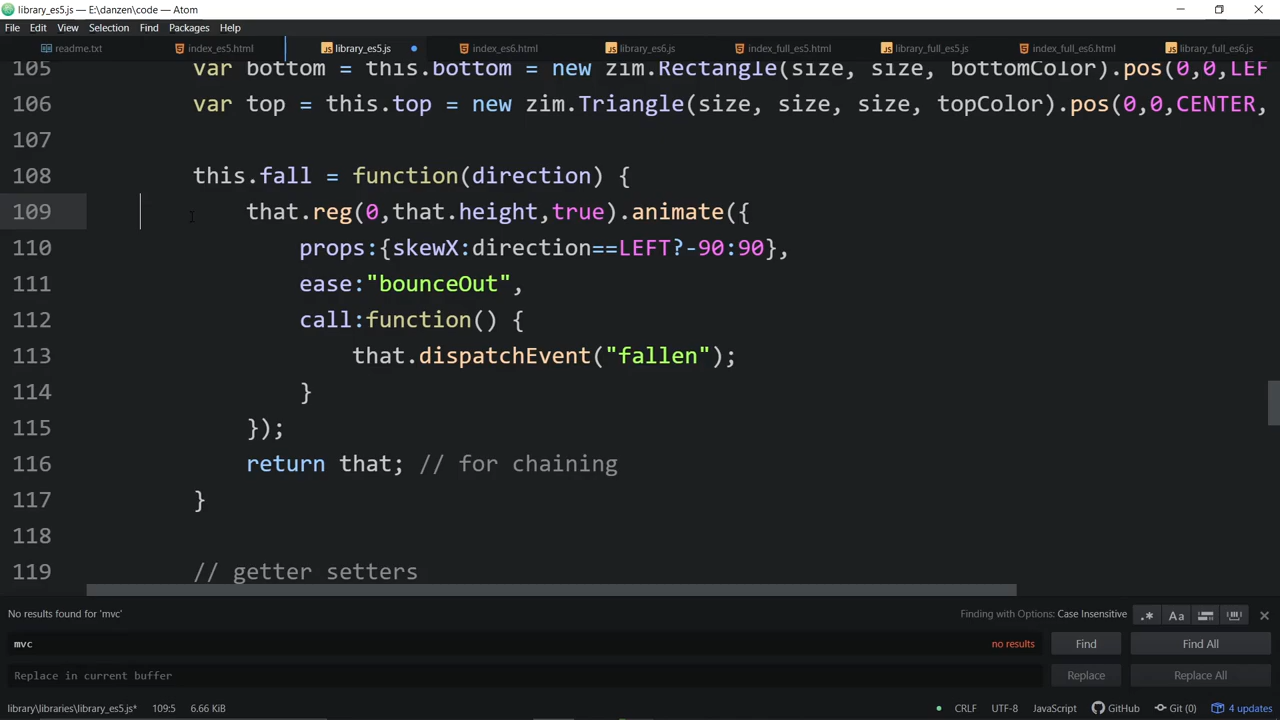 library_es5.js — E:\danzen\code — Atom
File Edit View Selection Find Packages Help
readme.txt index_es5.html library_es5.js index_es6.html library_es6.js index_full_es5.html library_full_es5.js index_full_es6.html library_full_es6.js
105 var bottom = this.bottom = new zim.Rectangle(size, size, bottomColor).pos(0,0,LEF
106 var top = this.top = new zim.Triangle(size, size, size, topColor).pos(0,0,CENTER,
107
108 this.fall = function(direction) {
109 that.reg(0,that.height,true).animate({
110 props:{skewX:direction==LEFT?-90:90},
111 ease:"bounceOut",
112 call:function() {
113 that.dispatchEvent("fallen");
114 }
115 });
116 return that; // for chaining
117 }
118
119 // getter setters
No results found for 'mvc' Finding with Options: Case Insensitive .* Aa
mvc no results Find Find All
Replace in current buffer Replace Replace All
library\libraries\library_es5.js* 109:5 6.66 KiB CRLF UTF-8 JavaScript GitHub Git (0) 4 updates